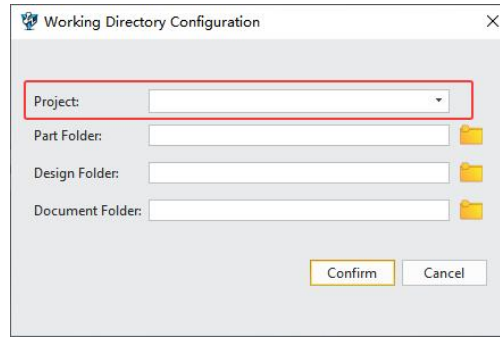 Working Directory Configuration
Project:
Part Folder:
Design Folder:
Document Folder:
Confirm Cancel